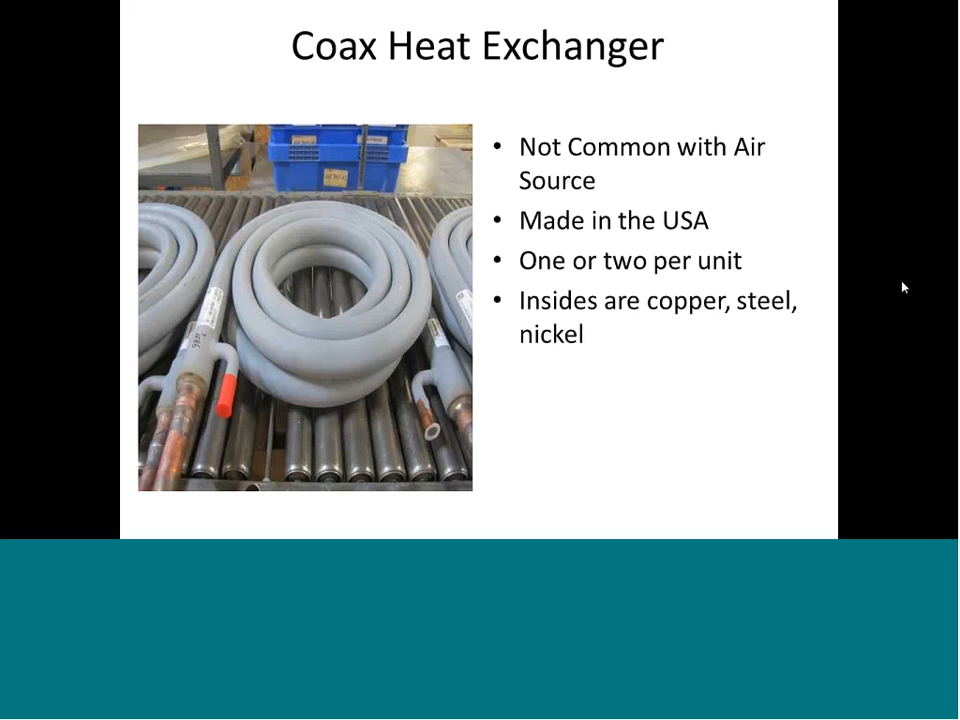 Coax Heat Exchanger
• Not Common with Air
Source
• Made in the USA
• One or two per unit
• Insides are copper, steel,
nickel